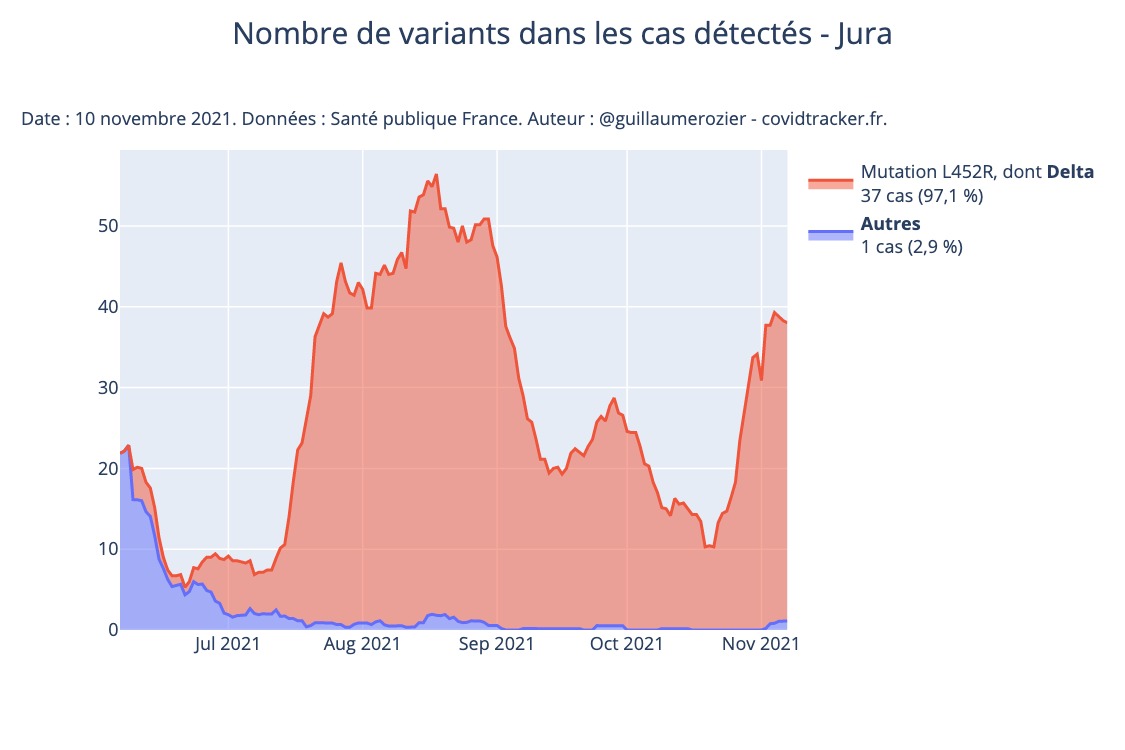 Nombre de variants dans les cas détectés - Jura
Date : 10 novembre 2021. Données : Santé publique France. Auteur : @guillaumerozier - covidtracker.fr.
Mutation L452R, dont Delta
37 cas (97,1 %)
Autres
1 cas (2,9 %)
50
40
30
20
10
0
Jul 2021
Aug 2021
Sep 2021
Oct 2021
Nov 2021